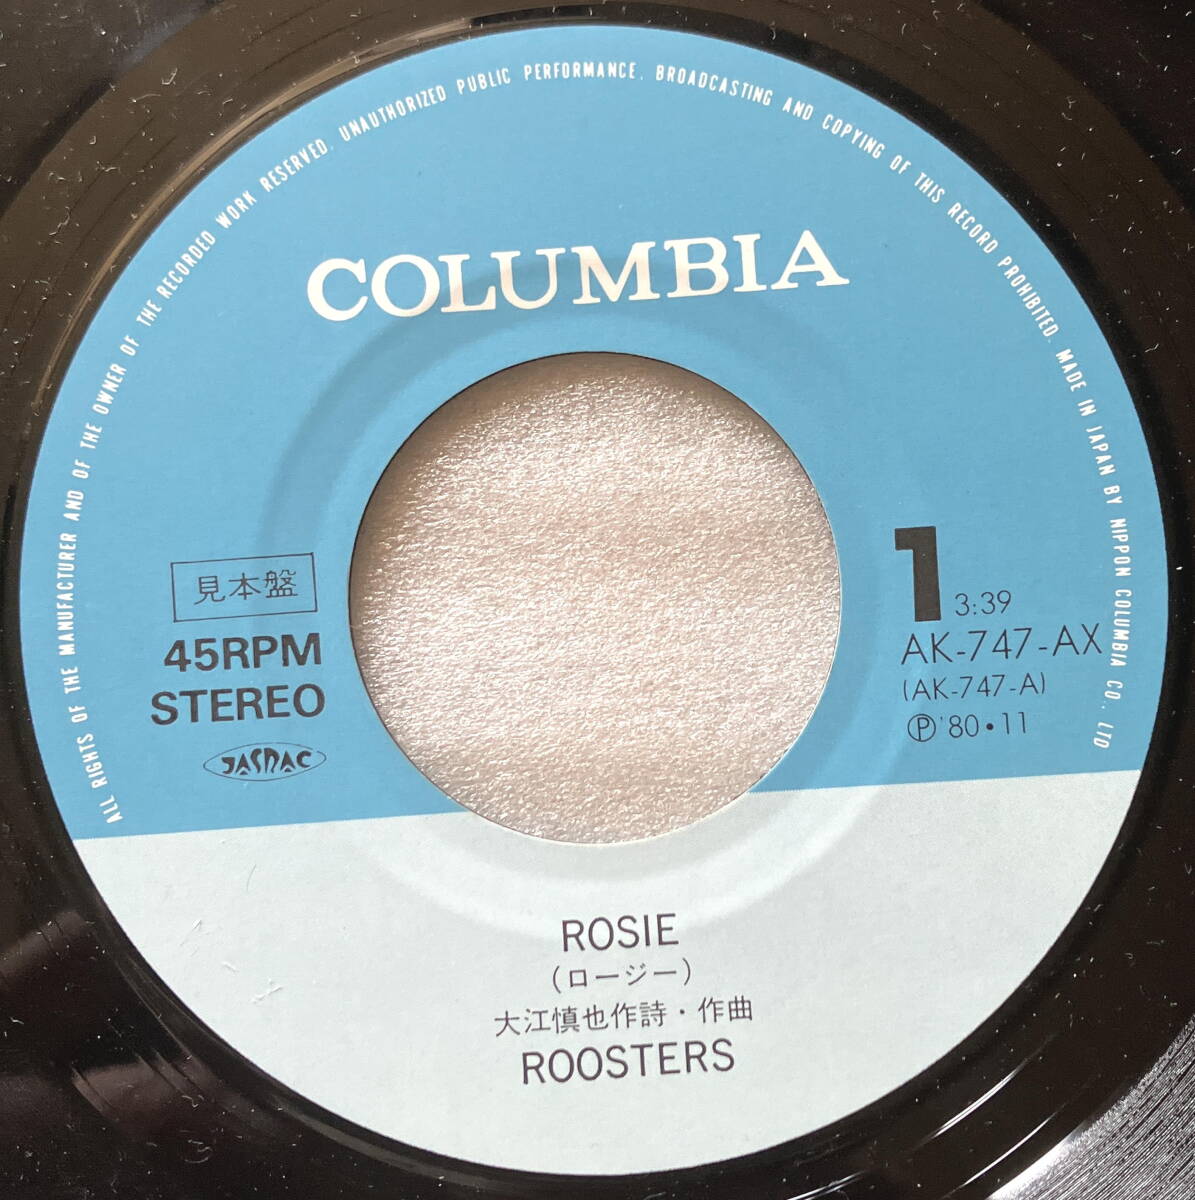 ALL RIGHTS OF THE MANUFACTURER AND OF THE OWNER OF THE RECORDED WORK RESERVED. UNAUTHORIZED PUBLIC PERFORMANCE, BROADCASTING AND COPYING OF THIS RECORD PROHIBITED. MADE IN JAPAN BY NIPPON COLUMBIA CO., LTD
COLUMBIA
見本盤
45RPM
STEREO
JASRAC
1 3:39
AK-747-AX
(AK-747-A)
Ⓟ'80・11
ROSIE
(ロージー)
大江慎也作詩・作曲
ROOSTERS